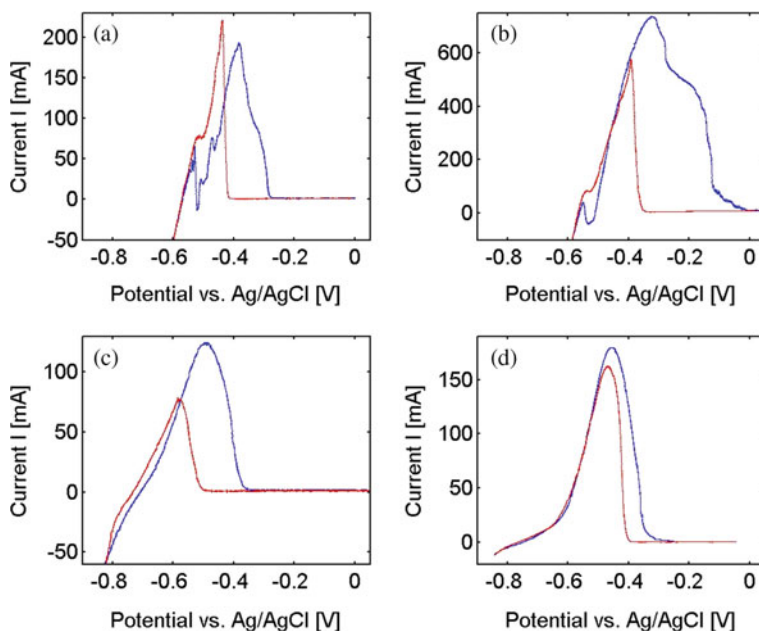 (a)
Current I [mA]
200
150
100
50
0
-50
-0.8 -0.6 -0.4 -0.2 0
Potential vs. Ag/AgCl [V]
(b)
Current I [mA]
600
400
200
0
-0.8 -0.6 -0.4 -0.2 0
Potential vs. Ag/AgCl [V]
(c)
Current I [mA]
100
50
0
-50
-0.8 -0.6 -0.4 -0.2 0
Potential vs. Ag/AgCl [V]
(d)
Current I [mA]
150
100
50
0
-0.8 -0.6 -0.4 -0.2 0
Potential vs. Ag/AgCl [V]